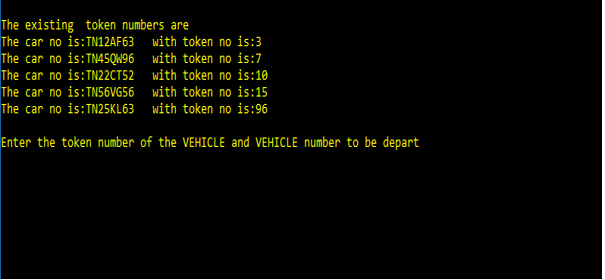 The existing  token numbers are
The car no is:TN12AF63   with token no is:3
The car no is:TN45QW96   with token no is:7
The car no is:TN22CT52   with token no is:10
The car no is:TN56VG56   with token no is:15
The car no is:TN25KL63   with token no is:96
Enter the token number of the VEHICLE and VEHICLE number to be depart